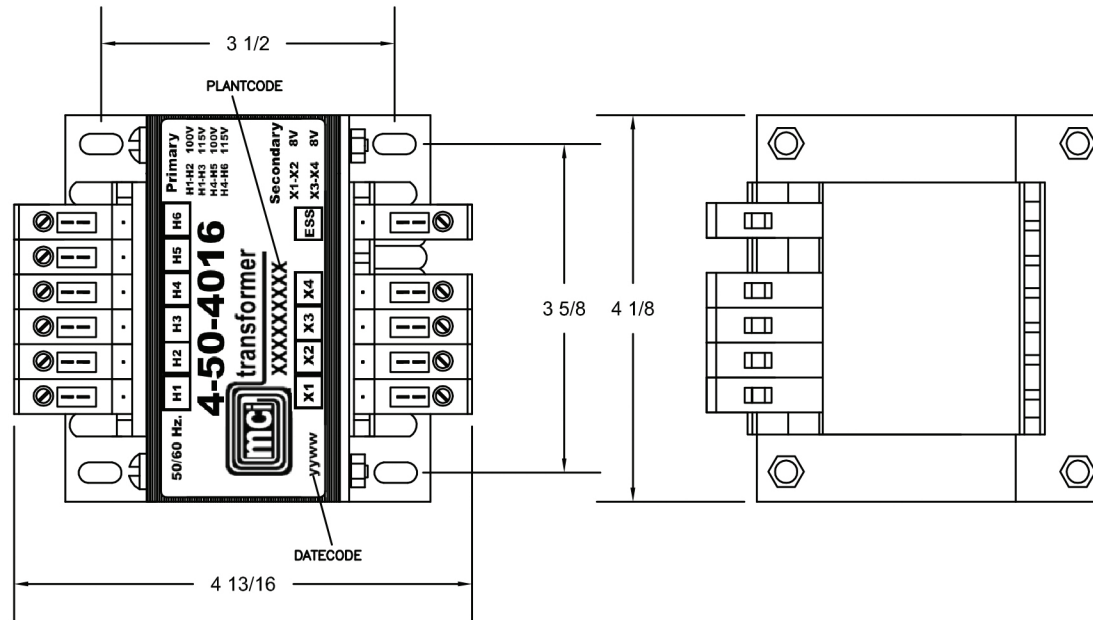 3 1/2
PLANTCODE
Primary
H1-H2 100V
H1-H3 115V
H4-H5 100V
H4-H6 115V
Secondary
X1-X2 8V
X3-X4 8V
H6
H5
H4
H3
H2
H1
50/60 Hz.
4-50-4016
mci
transformer
XXXXXXXXX
ESS
X4
X3
X2
X1
yyww
3 5/8
4 1/8
DATECODE
4 13/16